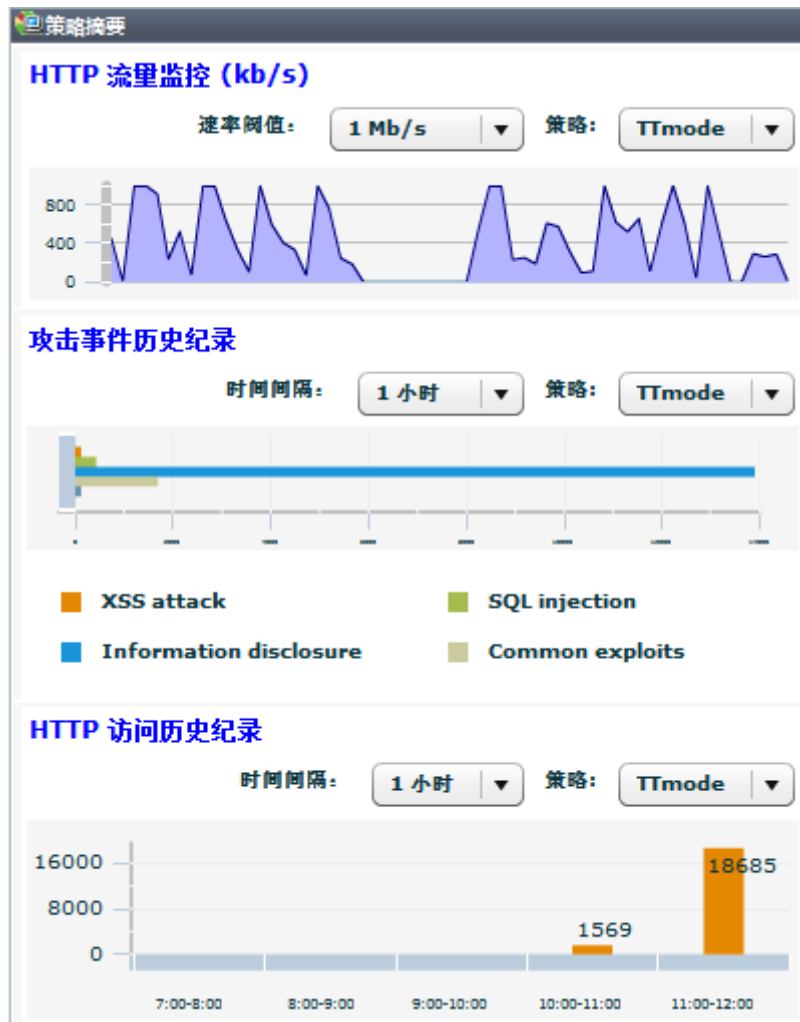 策略摘要
HTTP 流量监控 (kb/s)
速率阀值： 1 Mb/s 策略： TTmode
800
400
0
攻击事件历史纪录
时间间隔： 1 小时 策略： TTmode
XSS attack SQL injection
Information disclosure Common exploits
HTTP 访问历史纪录
时间间隔： 1 小时 策略： TTmode
16000
18685
8000
1569
0
7:00-8:00 8:00-9:00 9:00-10:00 10:00-11:00 11:00-12:00